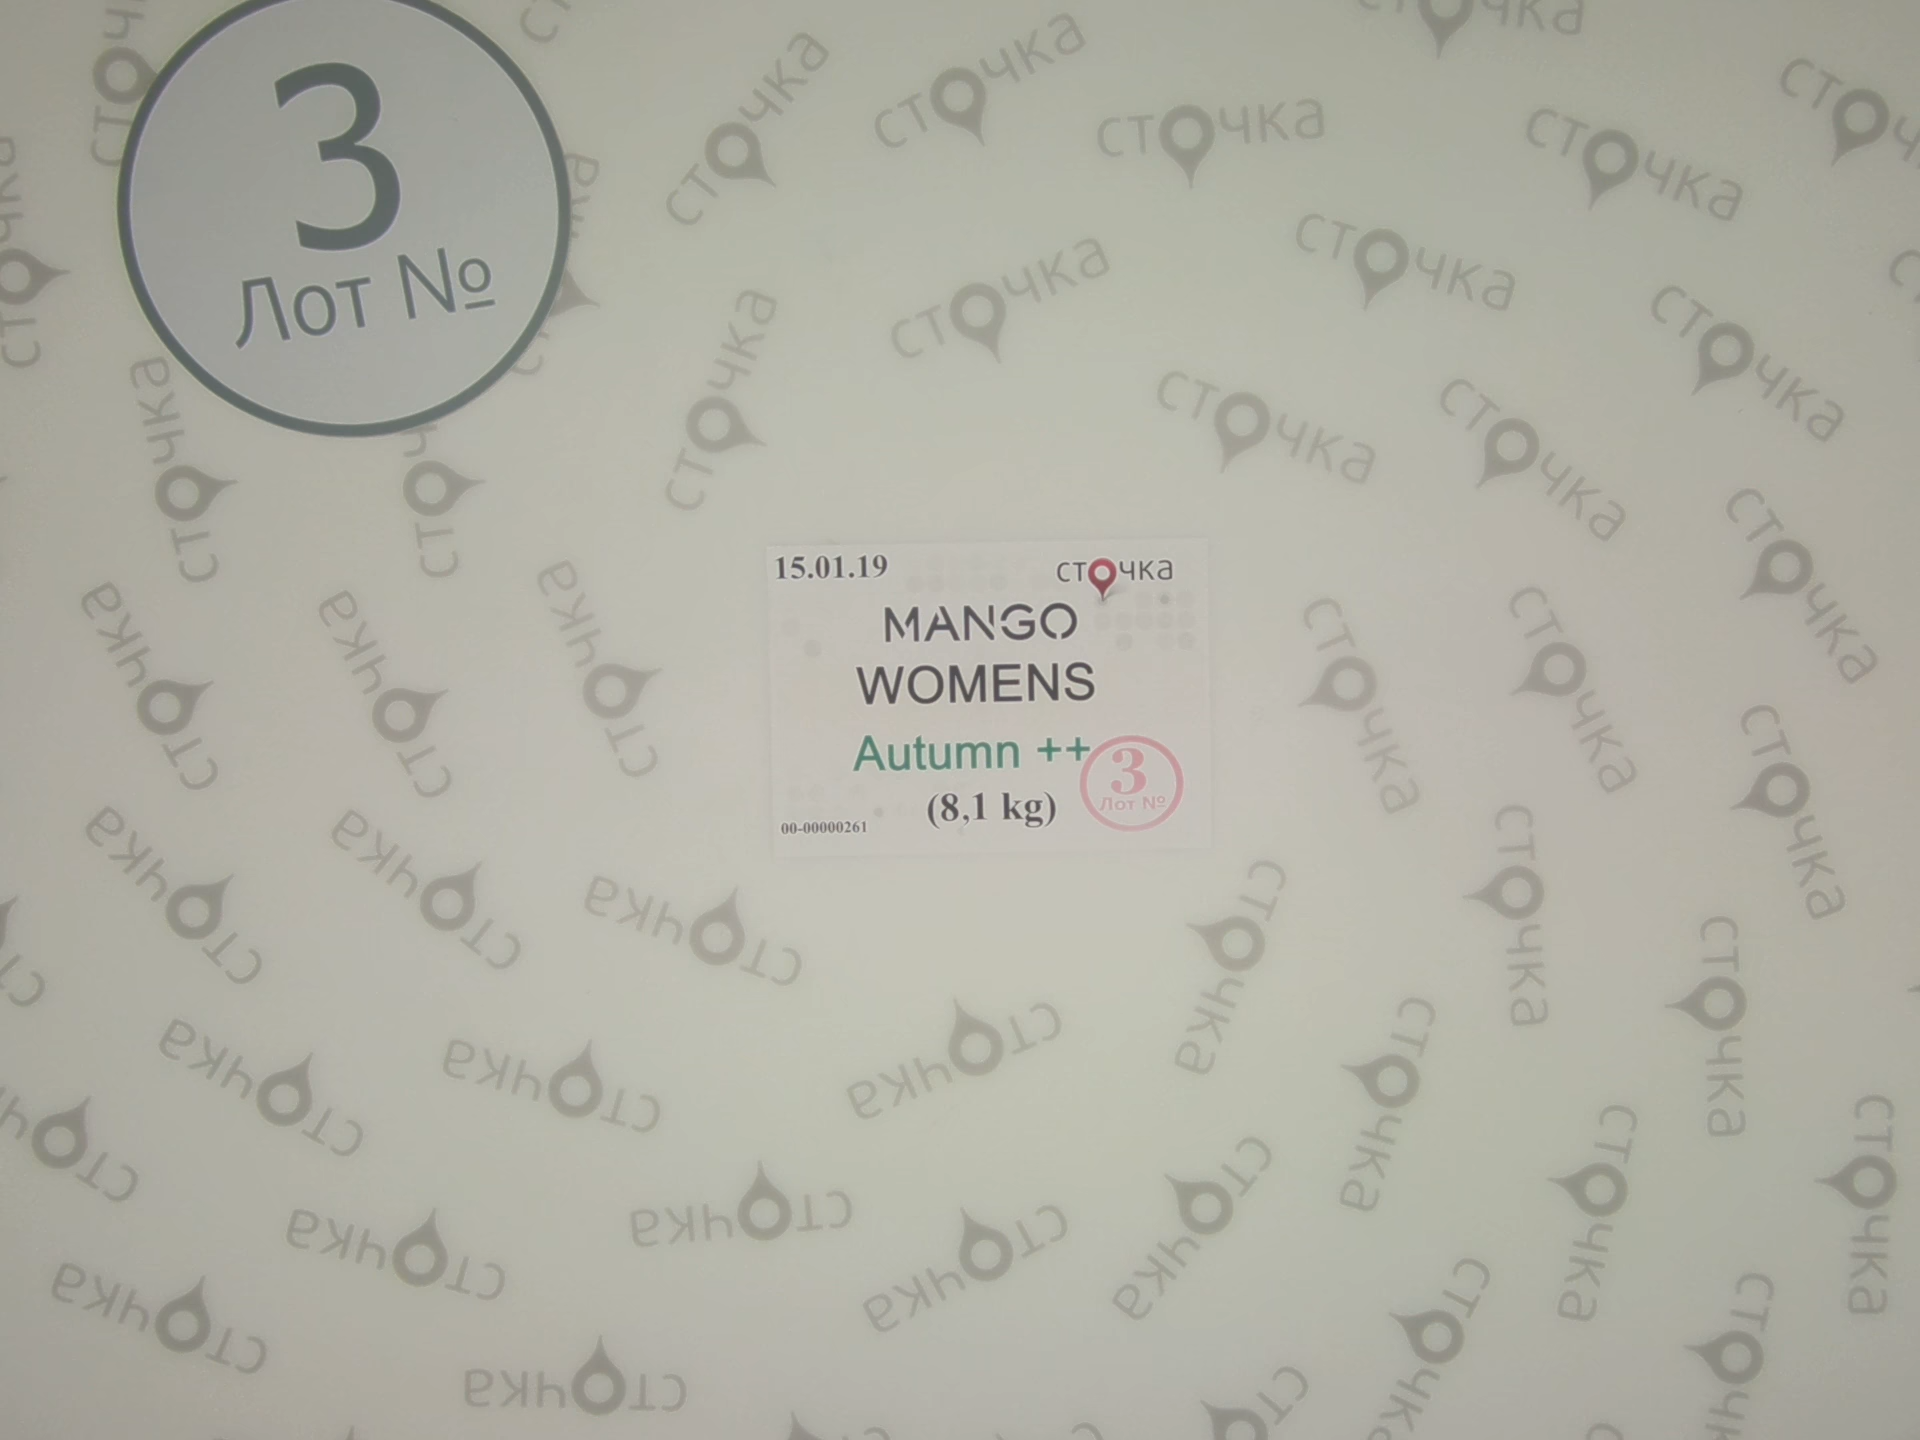 3
Лот №
15.01.19
сточка
MANGO
WOMENS
Autumn ++
3
Лот №
(8,1 kg)
00-00000261